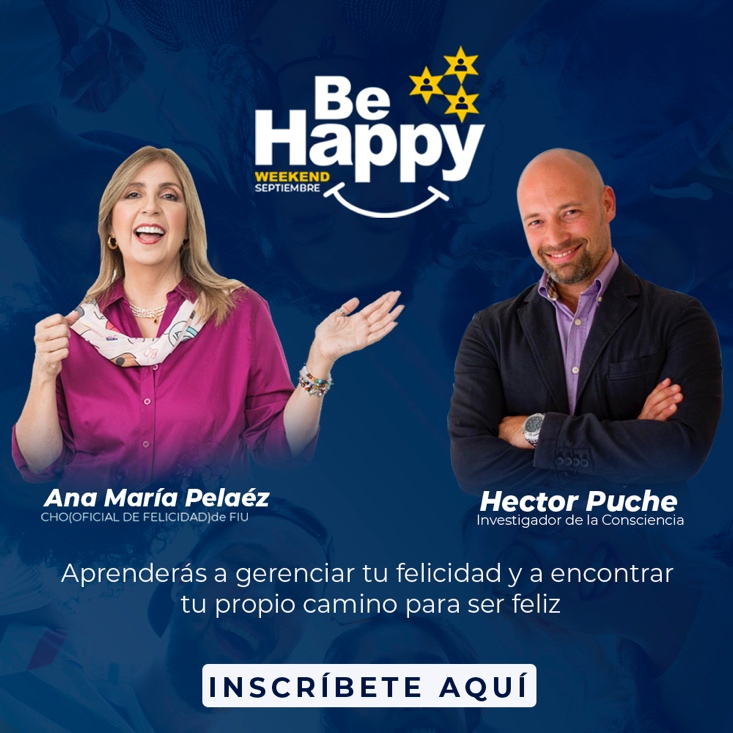 Be
Happy
WEEKEND
SEPTIEMBRE
Ana María Pelaéz
CHO(OFICIAL DE FELICIDAD)de FIU
Hector Puche
Investigador de la Consciencia
Aprenderás a gerenciar tu felicidad y a encontrar
tu propio camino para ser feliz
INSCRÍBETE AQUÍ